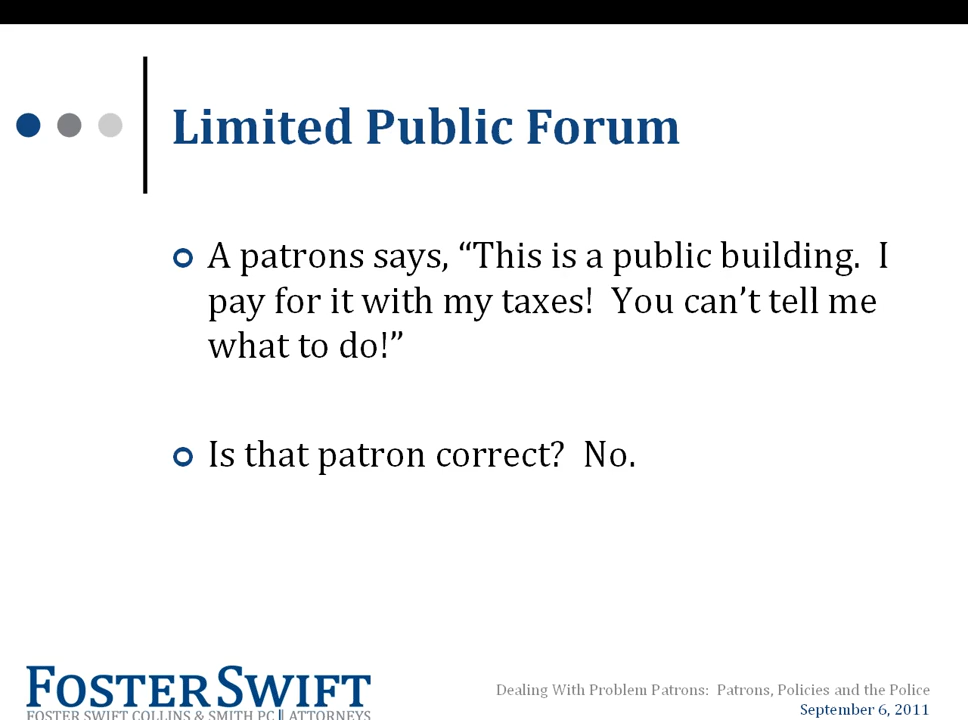 Limited Public Forum
A patrons says, “This is a public building.  I
pay for it with my taxes!  You can’t tell me
what to do!”
Is that patron correct?  No.
FOSTER SWIFT
FOSTER SWIFT COLLINS & SMITH PC || ATTORNEYS
Dealing With Problem Patrons:  Patrons, Policies and the Police
September 6, 2011